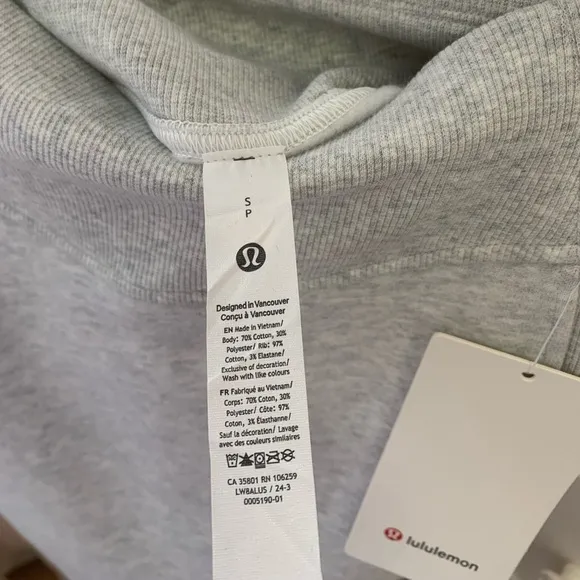 S
P
Designed in Vancouver
Conçu à Vancouver
EN Made in Vietnam/
Body: 70% Cotton, 30%
Polyester/ Rib: 97%
Cotton, 3% Elastane/
Exclusive of decoration/
Wash with like colours
FR Fabriqué au Vietnam/
Corps: 70% Coton, 30%
Polyester/ Côte: 97%
Coton, 3% Élasthanne/
Sauf la décoration/ Lavage
avec des couleurs similaires
CA 35801 RN 106259
LW8ALUS / 24-3
0005190-01
lululemon